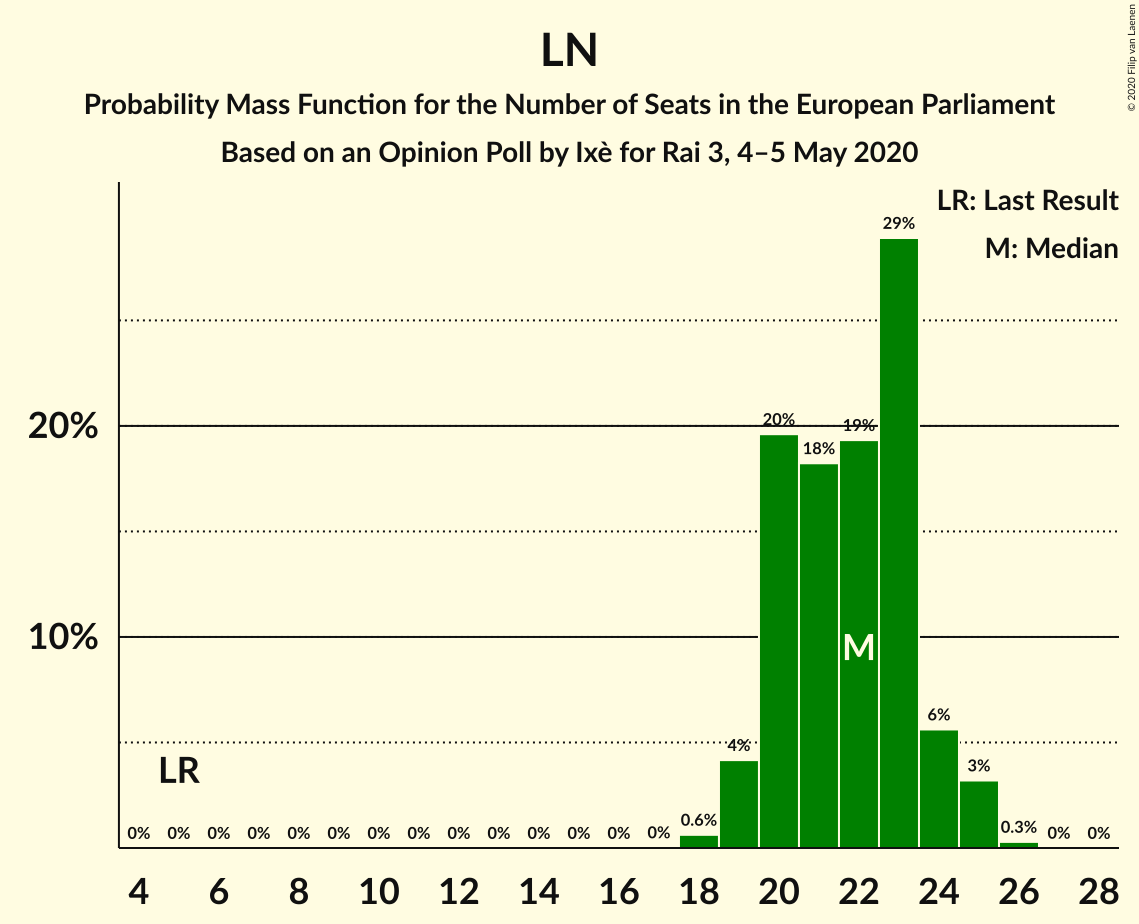 © 2020 Filip van Laenen
LN
Probability Mass Function for the Number of Seats in the European Parliament
Based on an Opinion Poll by Ixè for Rai 3, 4–5 May 2020
LR: Last Result
M: Median
29%
20%
20%
19%
18%
10%
M
6%
4%
3%
LR
0% 0% 0% 0% 0% 0% 0% 0% 0% 0% 0% 0% 0% 0% 0.6% 0.3% 0% 0%
4 6 8 10 12 14 16 18 20 22 24 26 28